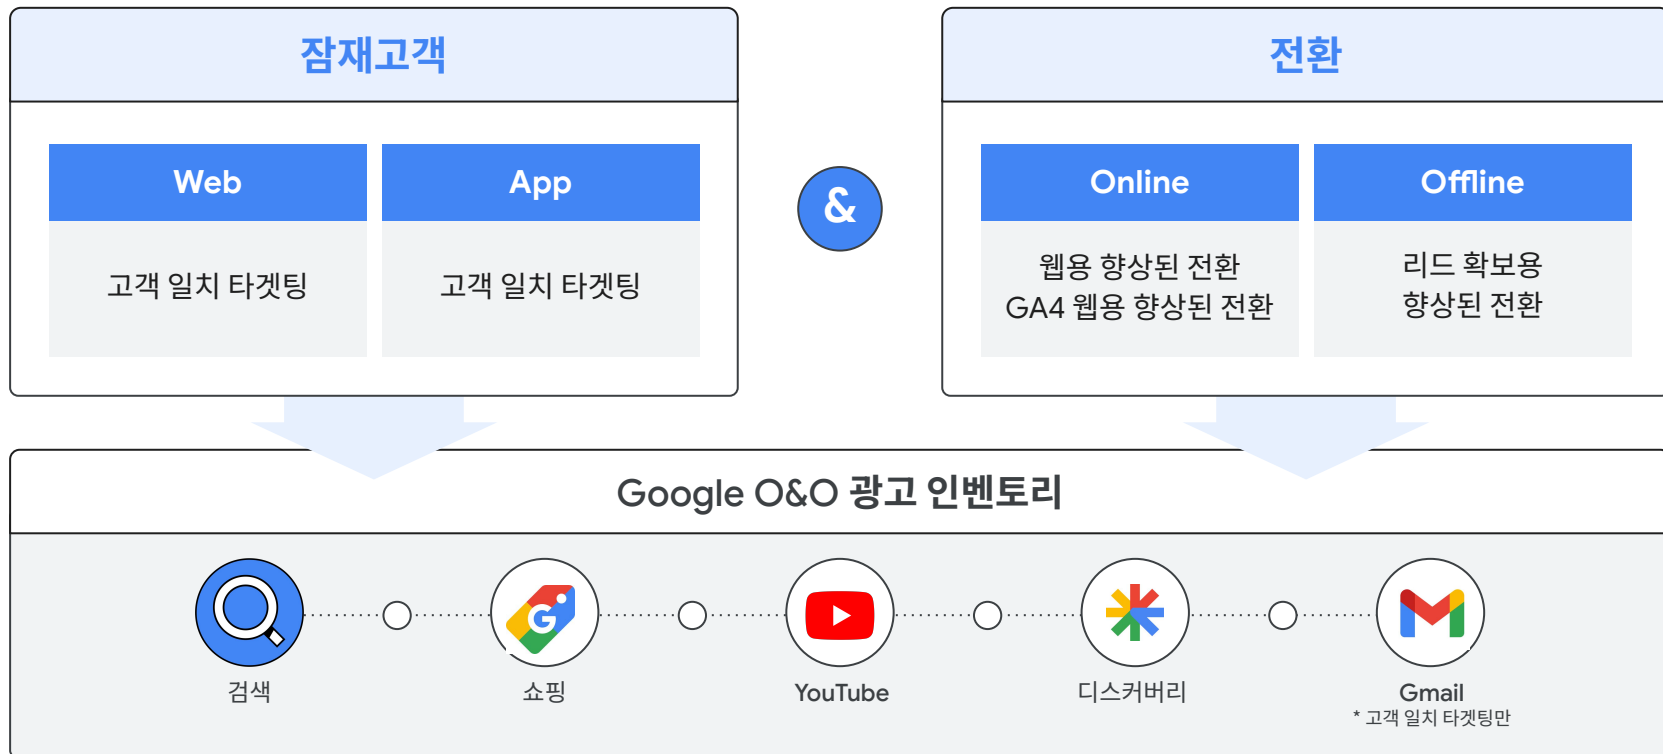 잠재고객
Web
App
고객 일치 타겟팅
고객 일치 타겟팅
&
전환
Online
Offline
웹용 향상된 전환
GA4 웹용 향상된 전환
리드 확보용
향상된 전환
Google O&O 광고 인벤토리
G
검색
쇼핑
YouTube
디스커버리
Gmail
* 고객 일치 타겟팅만